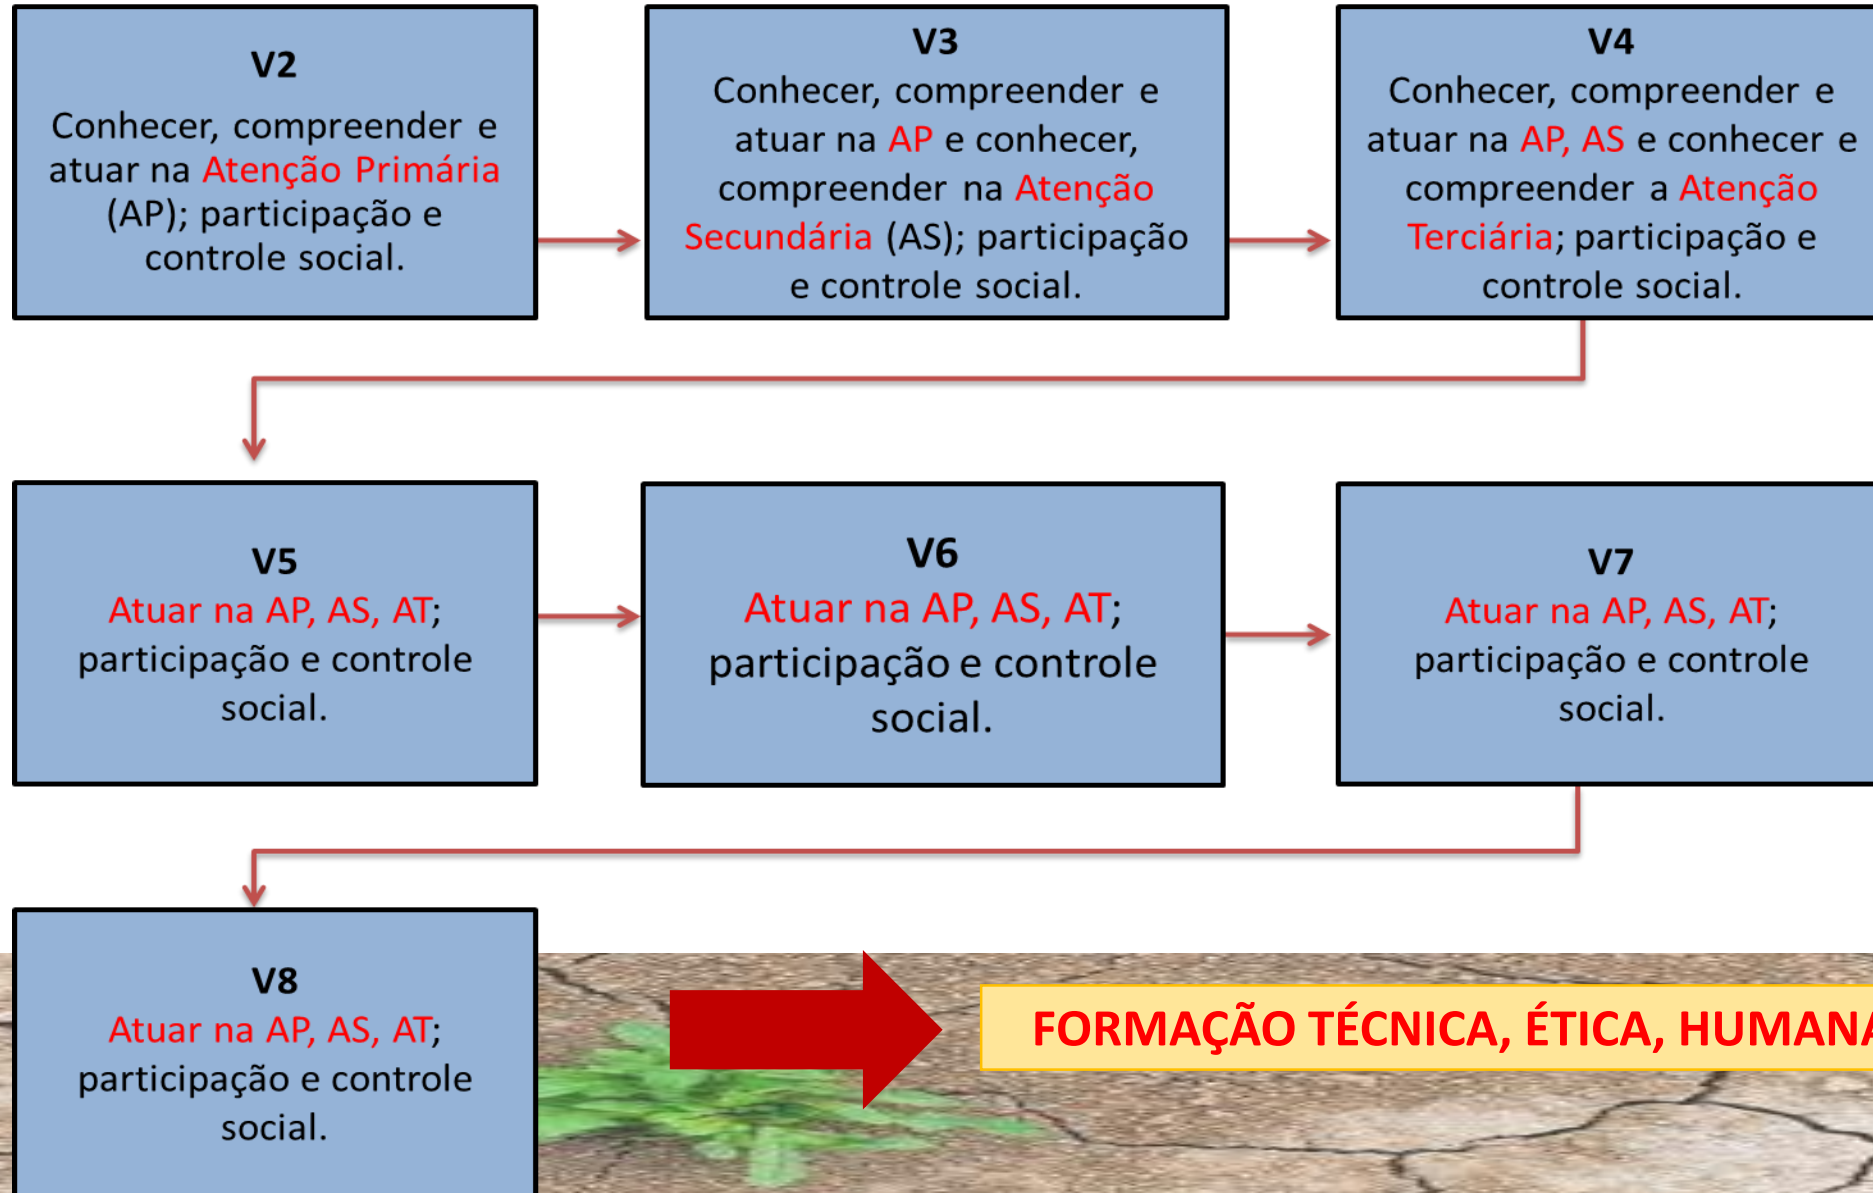 V2
Conhecer, compreender e
atuar na Atenção Primária
(AP); participação e
controle social.
V3
Conhecer, compreender e
atuar na AP e conhecer,
compreender na Atenção
Secundária (AS); participação
e controle social.
V4
Conhecer, compreender e
atuar na AP, AS e conhecer e
compreender a Atenção
Terciária; participação e
controle social.
V5
Atuar na AP, AS, AT;
participação e controle
social.
V6
Atuar na AP, AS, AT;
participação e controle
social.
V7
Atuar na AP, AS, AT;
participação e controle
social.
V8
Atuar na AP, AS, AT;
participação e controle
social.
FORMAÇÃO TÉCNICA, ÉTICA, HUMANA